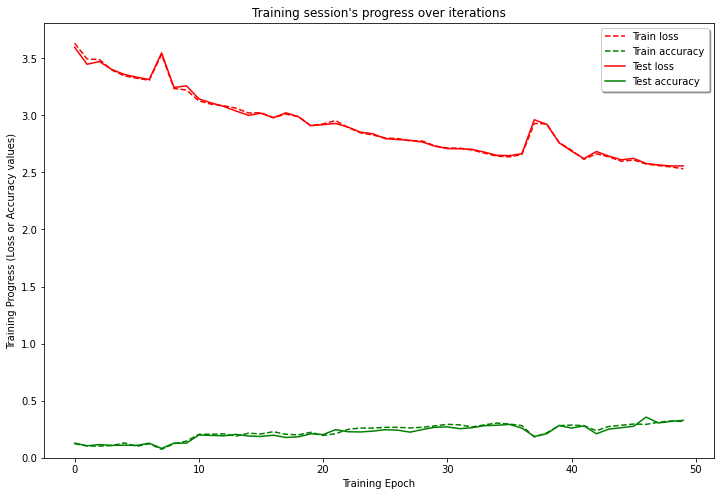 Training session's progress over iterations
Training Progress (Loss or Accuracy values)
3.5
3.0
2.5
2.0
1.5
1.0
0.5
0.0
Train loss
Train accuracy
Test loss
Test accuracy
0 10 20 30 40 50
Training Epoch